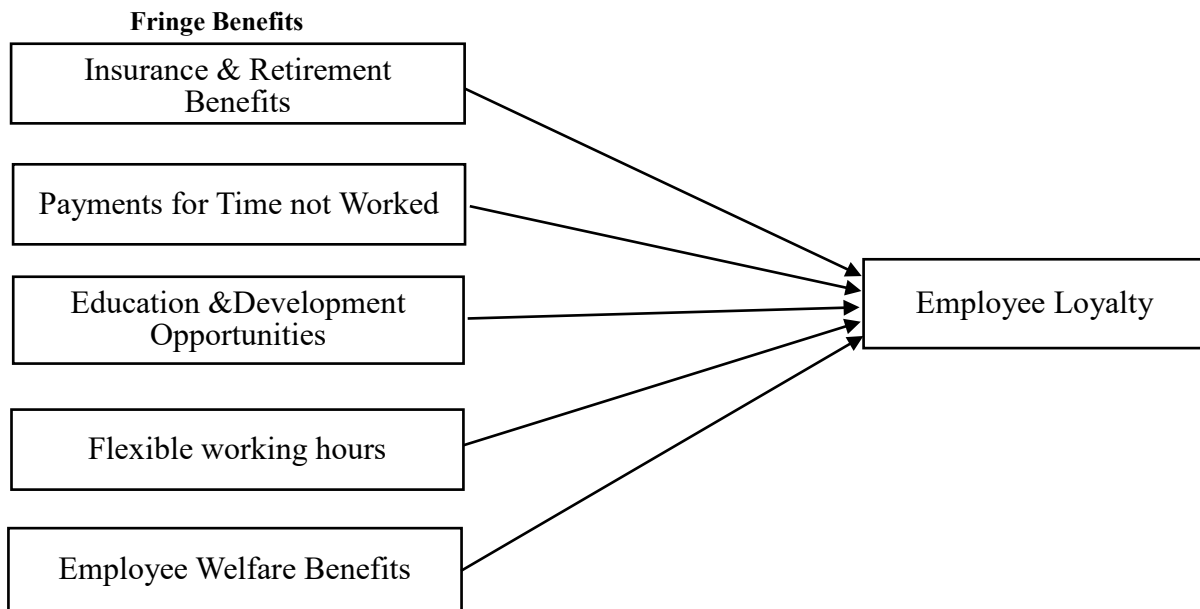 Fringe Benefits
Insurance & Retirement
Benefits
Payments for Time not Worked
Education &Development
Opportunities
Flexible working hours
Employee Welfare Benefits
Employee Loyalty